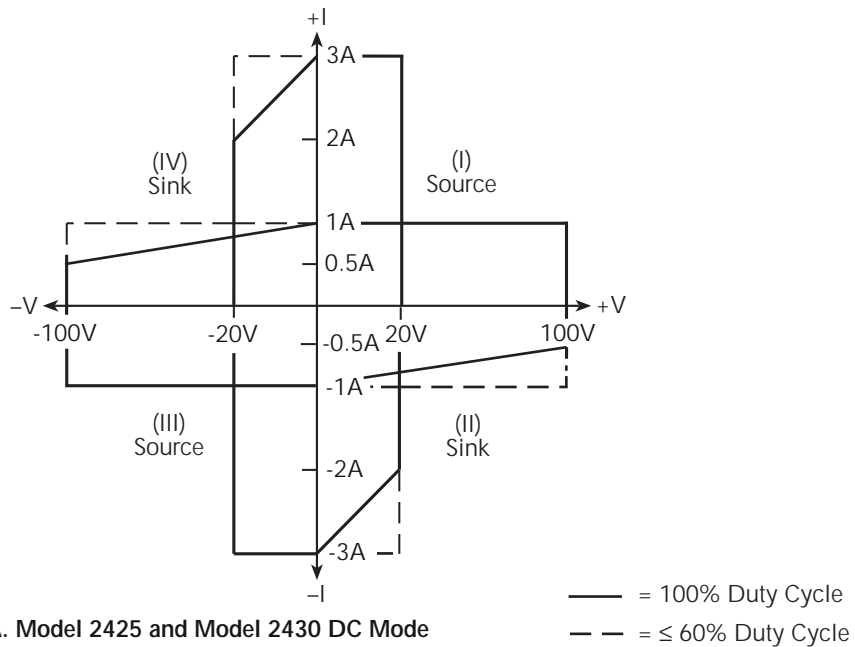 +I
3A
2A
(IV)
Sink
(I)
Source
1A
0.5A
–V
+V
-100V
-20V
20V
100V
-0.5A
-1A
(III)
Source
(II)
Sink
-2A
-3A
–I
= 100% Duty Cycle
. Model 2425 and Model 2430 DC Mode
= ≤ 60% Duty Cycle